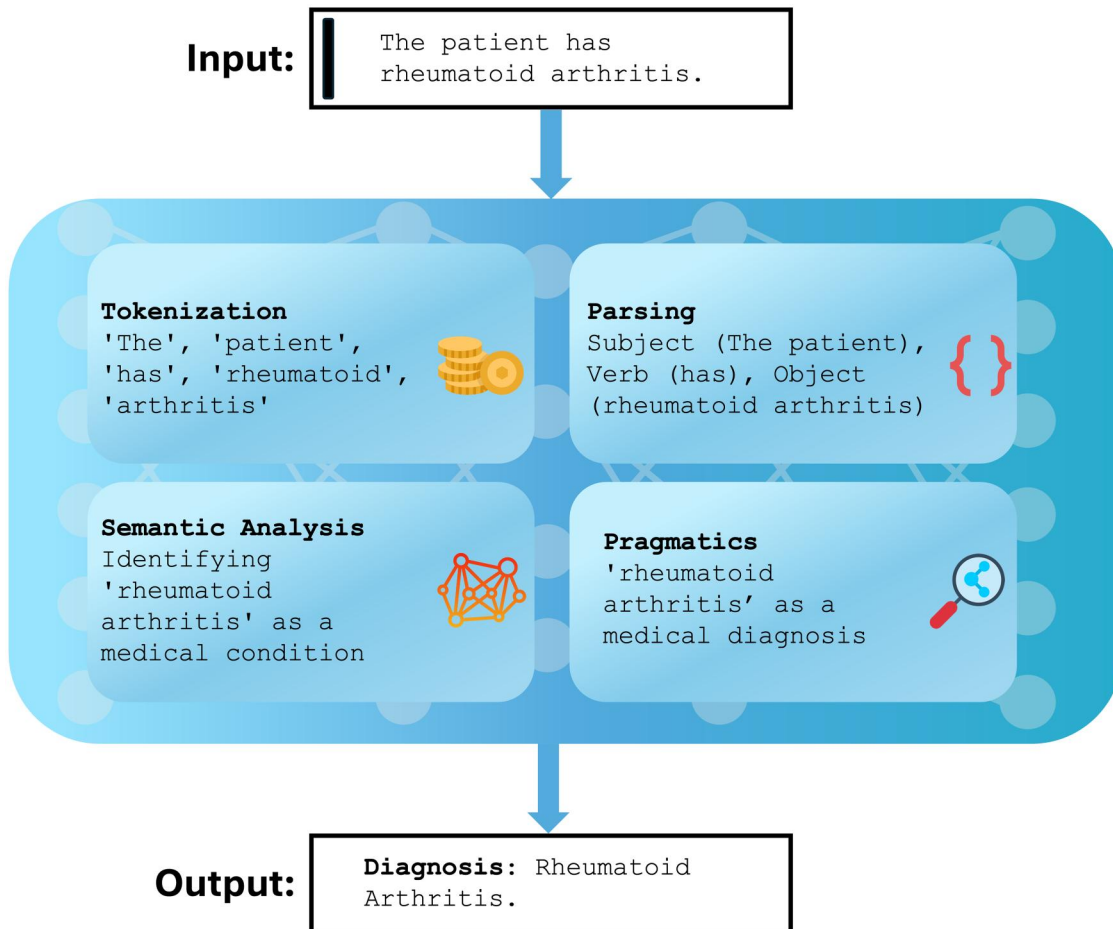 Input:
The patient has
rheumatoid arthritis.
Tokenization
'The', 'patient',
'has', 'rheumatoid',
'arthritis'
Parsing
Subject (The patient),
Verb (has), Object
(rheumatoid arthritis)
Semantic Analysis
Identifying
'rheumatoid
arthritis' as a
medical condition
Pragmatics
'rheumatoid
arthritis’ as a
medical diagnosis
Output:
Diagnosis: Rheumatoid
Arthritis.